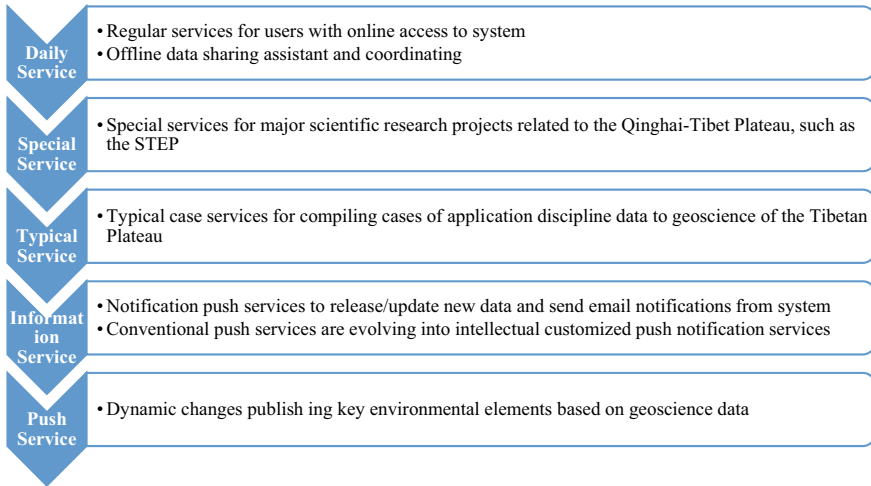 Daily
Service
• Regular services for users with online access to system
• Offline data sharing assistant and coordinating
Special
Service
• Special services for major scientific research projects related to the Qinghai-Tibet Plateau, such as
the STEP
Typical
Service
• Typical case services for compiling cases of application discipline data to geoscience of the Tibetan
Plateau
Informat
ion
Service
• Notification push services to release/update new data and send email notifications from system
• Conventional push services are evolving into intellectual customized push notification services
Push
Service
• Dynamic changes publish ing key environmental elements based on geoscience data